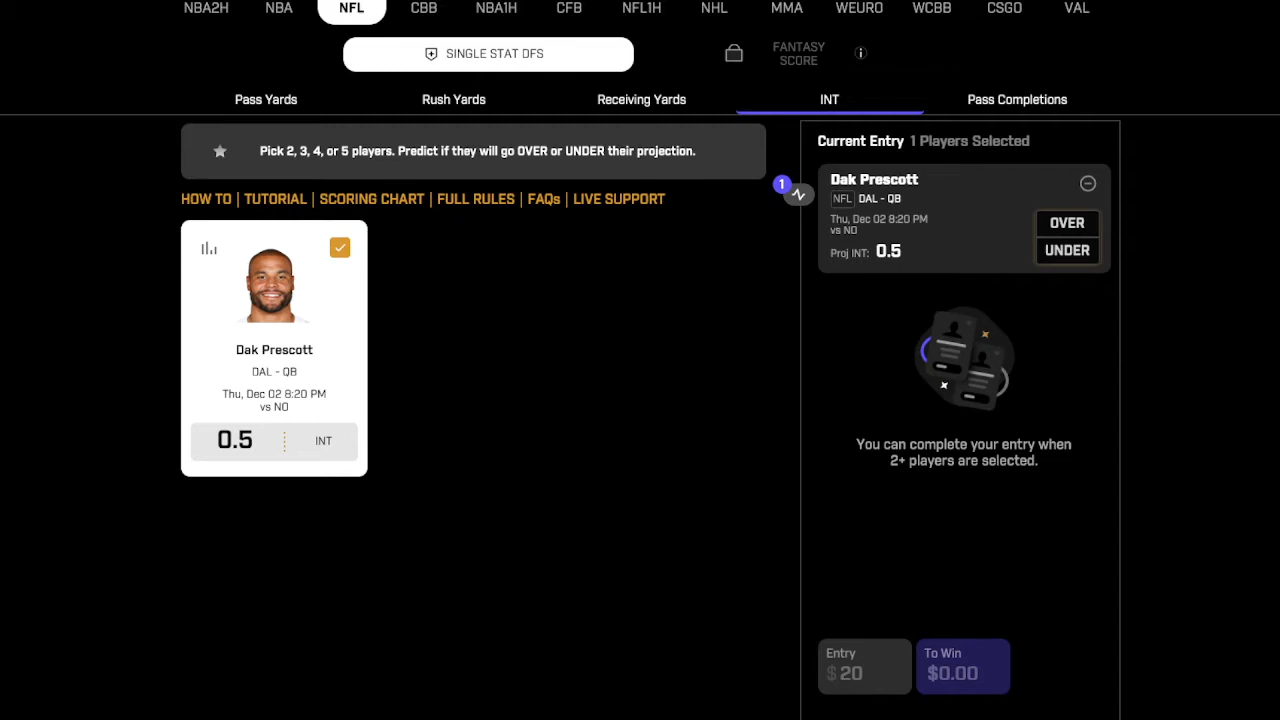 NBA2H NBA NFL CBB NBA1H CFB NFL1H NHL MMA WEURO WCBB CSGO VAL
SINGLE STAT DFS
FANTASY
SCORE
i
Pass Yards Rush Yards Receiving Yards INT Pass Completions
Pick 2, 3, 4, or 5 players. Predict if they will go OVER or UNDER their projection.
HOW TO | TUTORIAL | SCORING CHART | FULL RULES | FAQs | LIVE SUPPORT
Dak Prescott
DAL - QB
Thu, Dec 02 8:20 PM
vs NO
0.5 INT
Current Entry 1 Players Selected
1
Dak Prescott
NFL DAL - QB
Thu, Dec 02 8:20 PM
vs NO
Proj INT: 0.5
OVER
UNDER
You can complete your entry when
2+ players are selected.
Entry
$ 20
To Win
$0.00